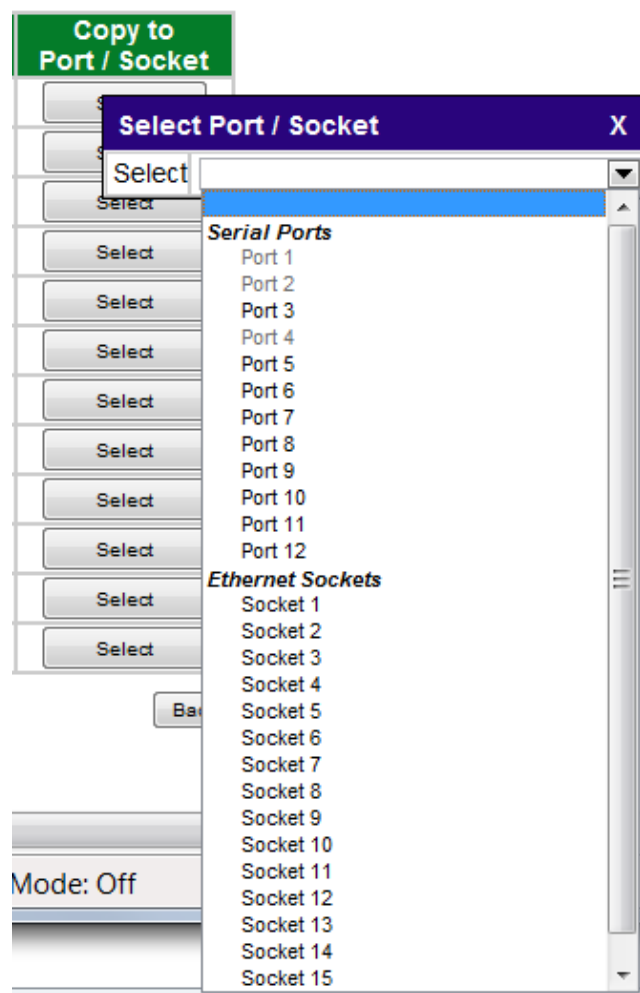 Copy to
Port / Socket
Select Port / Socket X
Select
Select
Serial Ports
Port 1
Select
Port 2
Select
Port 3
Port 4
Select
Port 5
Port 6
Select
Port 7
Port 8
Select
Port 9
Port 10
Select
Port 11
Port 12
Select
Ethernet Sockets
Select
Socket 1
Socket 2
Select
Socket 3
Socket 4
Socket 5
Socket 6
Socket 7
Socket 8
Socket 9
Socket 10
Socket 11
Mode: Off
Socket 12
Socket 13
Socket 14
Socket 15